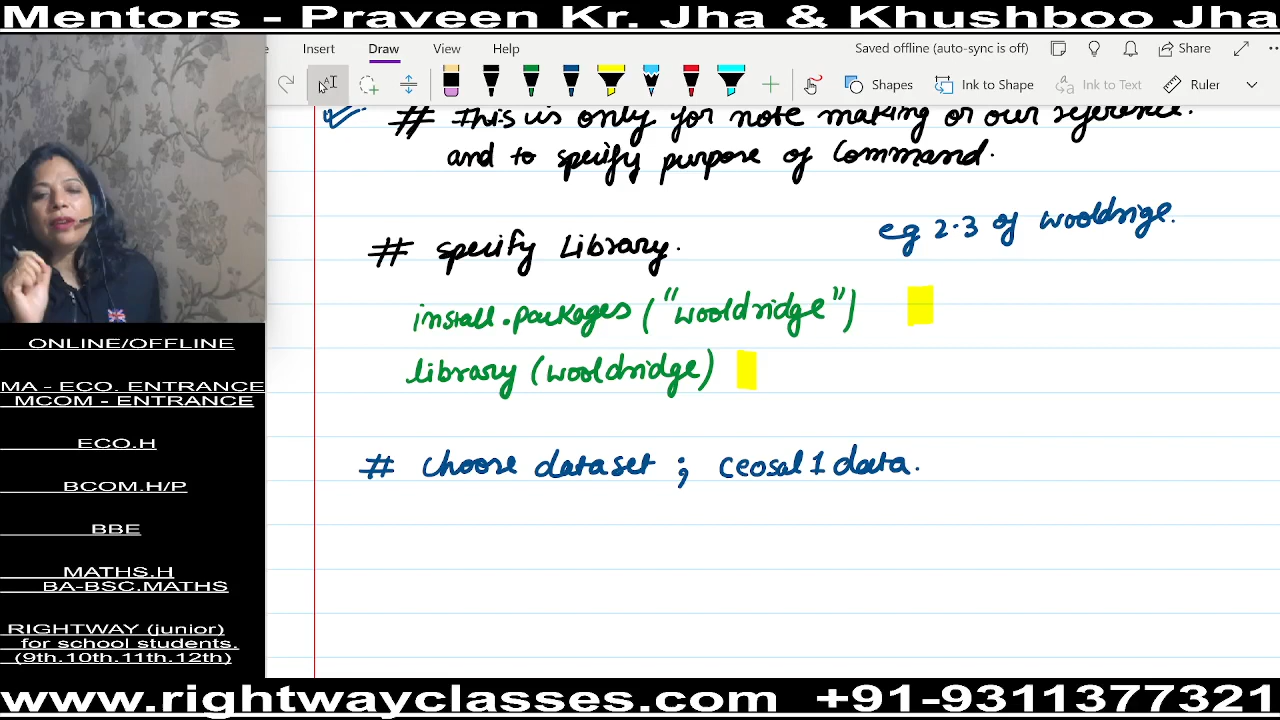 Mentors - Praveen Kr. Jha & Khushboo Jha
Insert Draw View Help Saved offline (auto-sync is off) Share
Shapes Ink to Shape Ink to Text Ruler
# This is only for note making or our reference.
and to specify purpose of Command.
eg 2.3 of wooldrige.
# specify Library.
install.packages ("wooldridge")
library (wooldridge)
# choose dataset ; ceosal1 data.
ONLINE/OFFLINE
MA - ECO. ENTRANCE
MCOM - ENTRANCE
ECO.H
BCOM.H/P
BBE
MATHS.H
BA-BSC.MATHS
RIGHTWAY (junior)
for school students.
(9th.10th.11th.12th)
www.rightwayclasses.com +91-9311377321